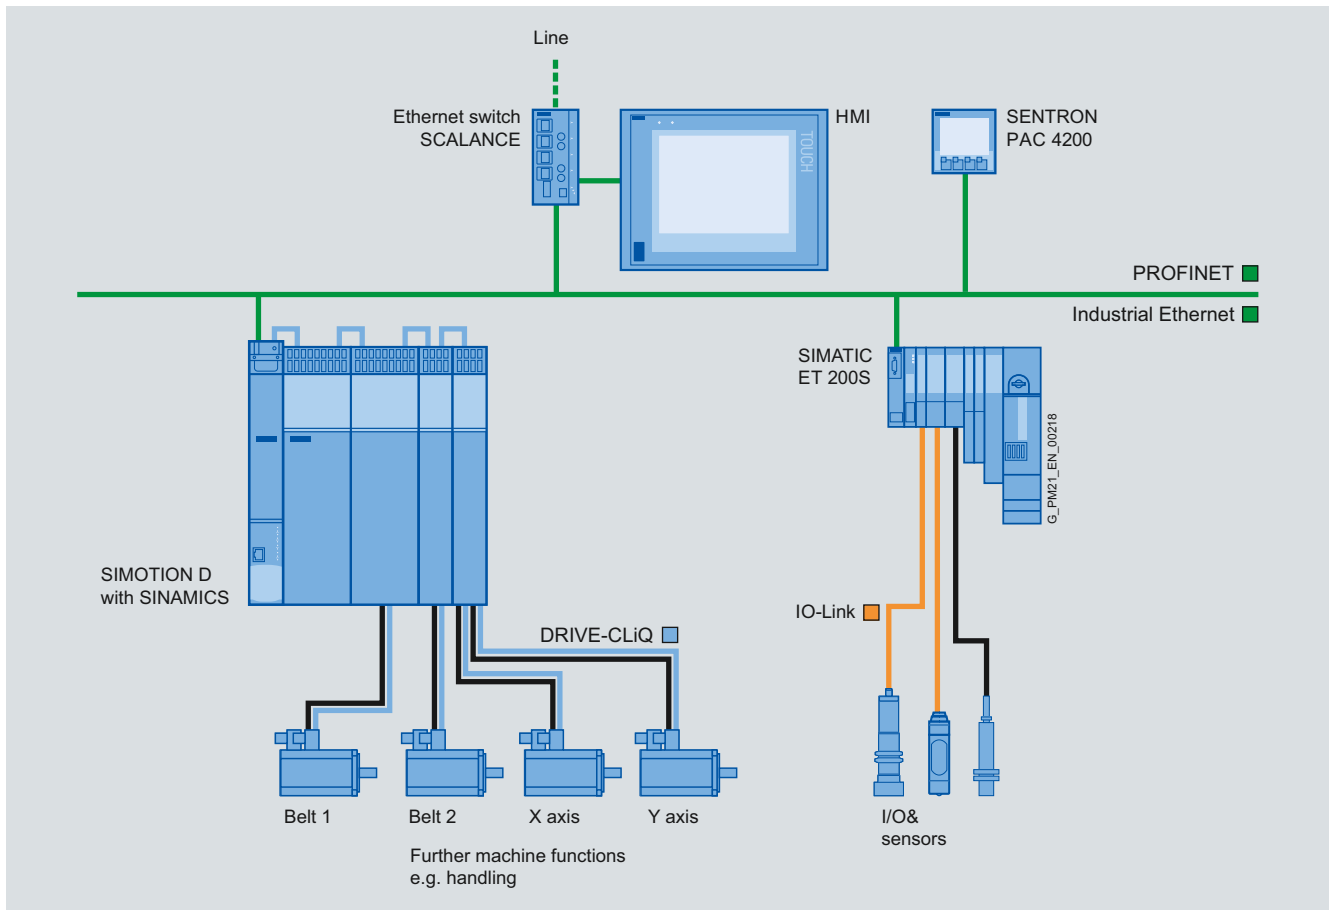 Line
Ethernet switch
SCALANCE
HMI
TOUCH
SENTRON
PAC 4200
PROFINET
Industrial Ethernet
SIMATIC
ET 200S
G_PM21_EN_00218
SIMOTION D
with SINAMICS
DRIVE-CLiQ
IO-Link
Belt 1
Belt 2
X axis
Y axis
I/O&
sensors
Further machine functions
e.g. handling